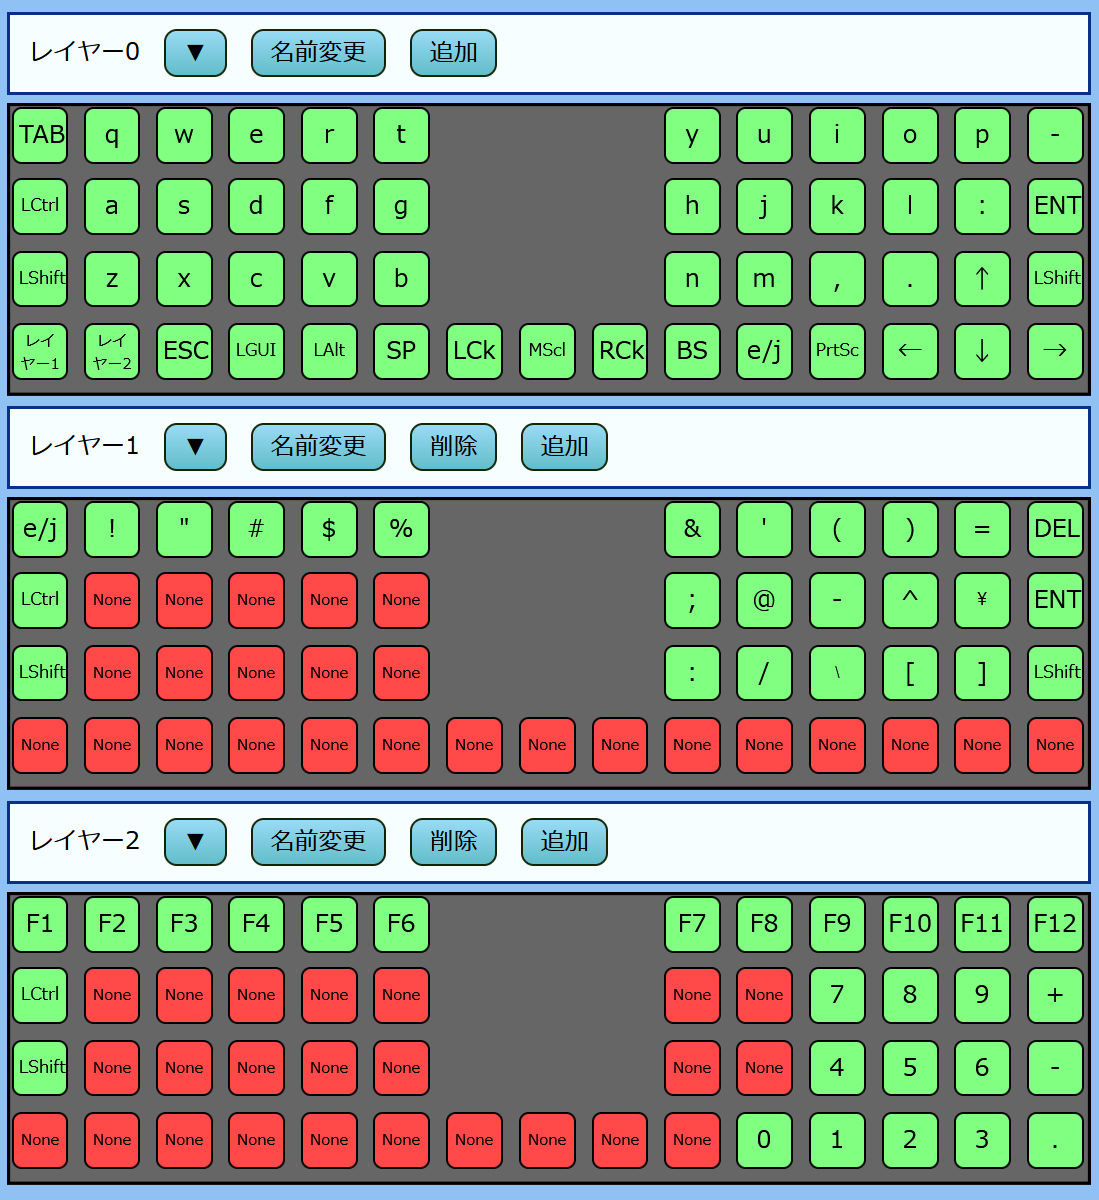 レイヤー0 ▼ 名前変更 追加
TAB q w e r t y u i o p -
LCtrl a s d f g h j k l : ENT
LShift z x c v b n m , . ↑ LShift
レイヤー1 レイヤー2 ESC LGUI LAlt SP LCk MScl RCk BS e/j PrtSc ← ↓ →
レイヤー1 ▼ 名前変更 削除 追加
e/j ! " # $ % & ' ( ) = DEL
LCtrl None None None None None ; @ - ^ ¥ ENT
LShift None None None None None : / \ [ ] LShift
None None None None None None None None None None None None None None None
レイヤー2 ▼ 名前変更 削除 追加
F1 F2 F3 F4 F5 F6 F7 F8 F9 F10 F11 F12
LCtrl None None None None None None None 7 8 9 +
LShift None None None None None None None 4 5 6 -
None None None None None None None None None None 0 1 2 3 .